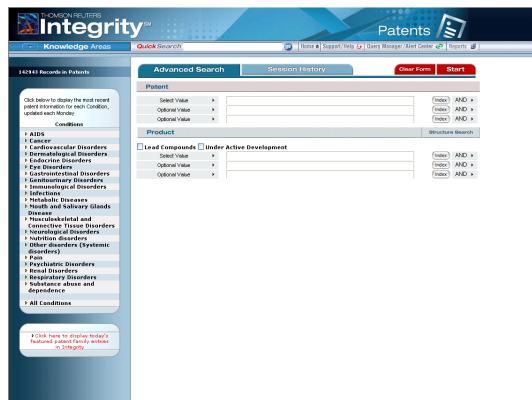 THOMSON REUTERS
Integrity SM
Patents
Knowledge Areas
QuickSearch
Home | Support/Help | Query Manager/Alert Center | Reports
142943 Records in Patents
Click below to display the most recent
patent information for each Condition,
updated each Monday
Conditions
AIDS
Cancer
Cardiovascular Disorders
Dermatological Disorders
Endocrine Disorders
Eye Disorders
Gastrointestinal Disorders
Genitourinary Disorders
Immunological Disorders
Infections
Metabolic Diseases
Mouth and Salivary Glands
Disease
Musculoskeletal and
Connective Tissue Disorders
Neurological Disorders
Nutrition disorders
Other disorders (Systemic
disorders)
Pain
Psychiatric Disorders
Renal Disorders
Respiratory Disorders
Substance abuse and
dependence
All Conditions
Click here to display today's
featured patent family entries
in Integrity
Advanced Search
Session History
Clear Form
Start
Patent
Select Value
Index AND
Optional Value
Index AND
Optional Value
Index AND
Product
Structure Search
Lead Compounds Under Active Development
Select Value
Index AND
Optional Value
Index AND
Optional Value
Index AND